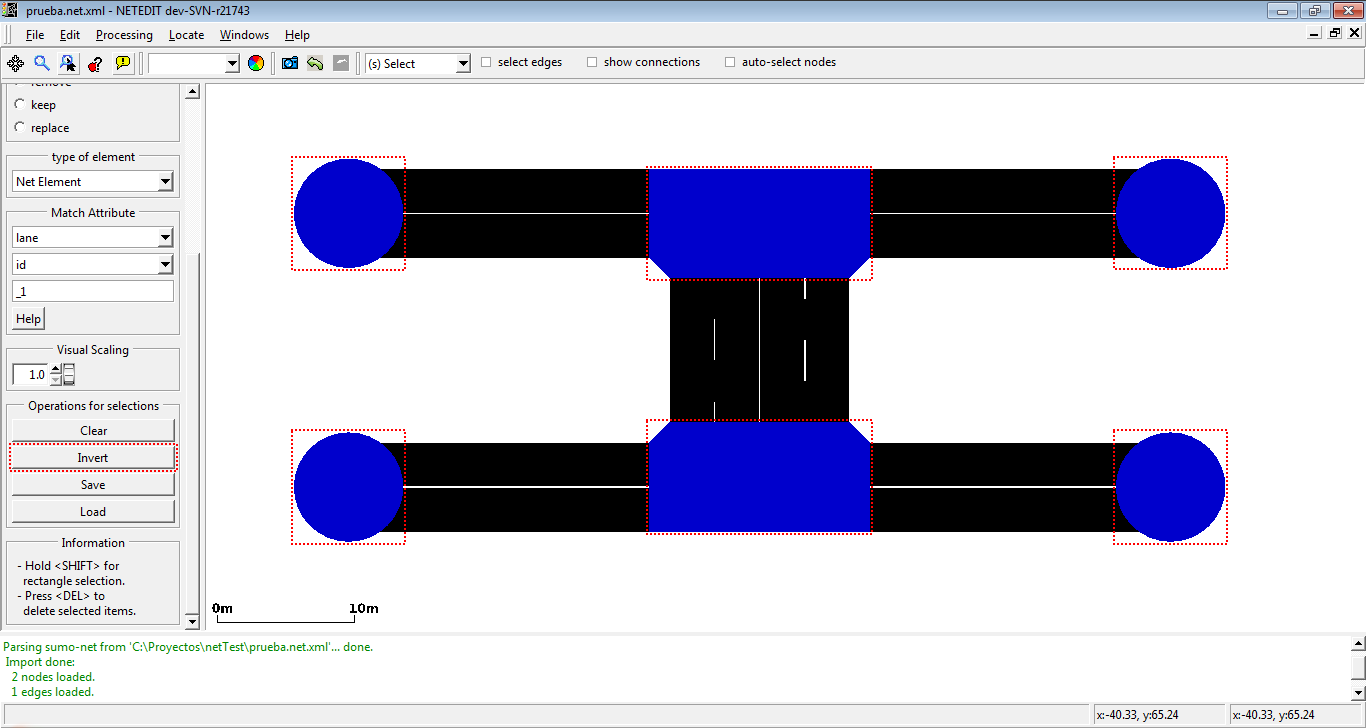 prueba.net.xml - NETEDIT dev-SVN-r21743
File Edit Processing Locate Windows Help
(s) Select select edges show connections auto-select nodes
remove
keep
replace
type of element
Net Element
Match Attribute
lane
id
_1
Help
Visual Scaling
1.0
Operations for selections
Clear
Invert
Save
Load
Information
- Hold <SHIFT> for
rectangle selection.
- Press <DEL> to
delete selected items.
0m 10m
Parsing sumo-net from 'C:\Proyectos\netTest\prueba.net.xml'... done.
Import done:
2 nodes loaded.
1 edges loaded.
x:-40.33, y:65.24 x:-40.33, y:65.24